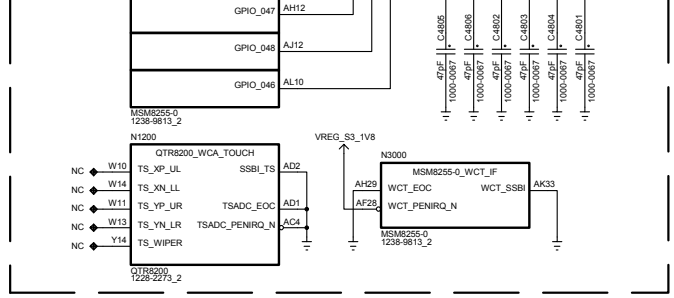 GPIO_047 AH12
GPIO_048 AJ12
GPIO_046 AL10
MSM8255-0
1238-9813_2
C4805 C4806 C4802 C4803 C4804 C4801
47pF 47pF 47pF 47pF 47pF 47pF
1000-0067 1000-0067 1000-0067 1000-0067 1000-0067 1000-0067
N1200
QTR8200_WCA_TOUCH
NC W10 TS_XP_UL SSBI_TS AD2
NC W14 TS_XN_LL
NC W11 TS_YP_UR TSADC_EOC AD1
NC W13 TS_YN_LR TSADC_PENIRQ_N AC4
NC Y14 TS_WIPER
QTR8200
1228-2273_2
VREG_S3_1V8
N3000
MSM8255-0_WCT_IF
AH29 WCT_EOC WCT_SSBI AK33
AF28 WCT_PENIRQ_N
MSM8255-0
1238-9813_2